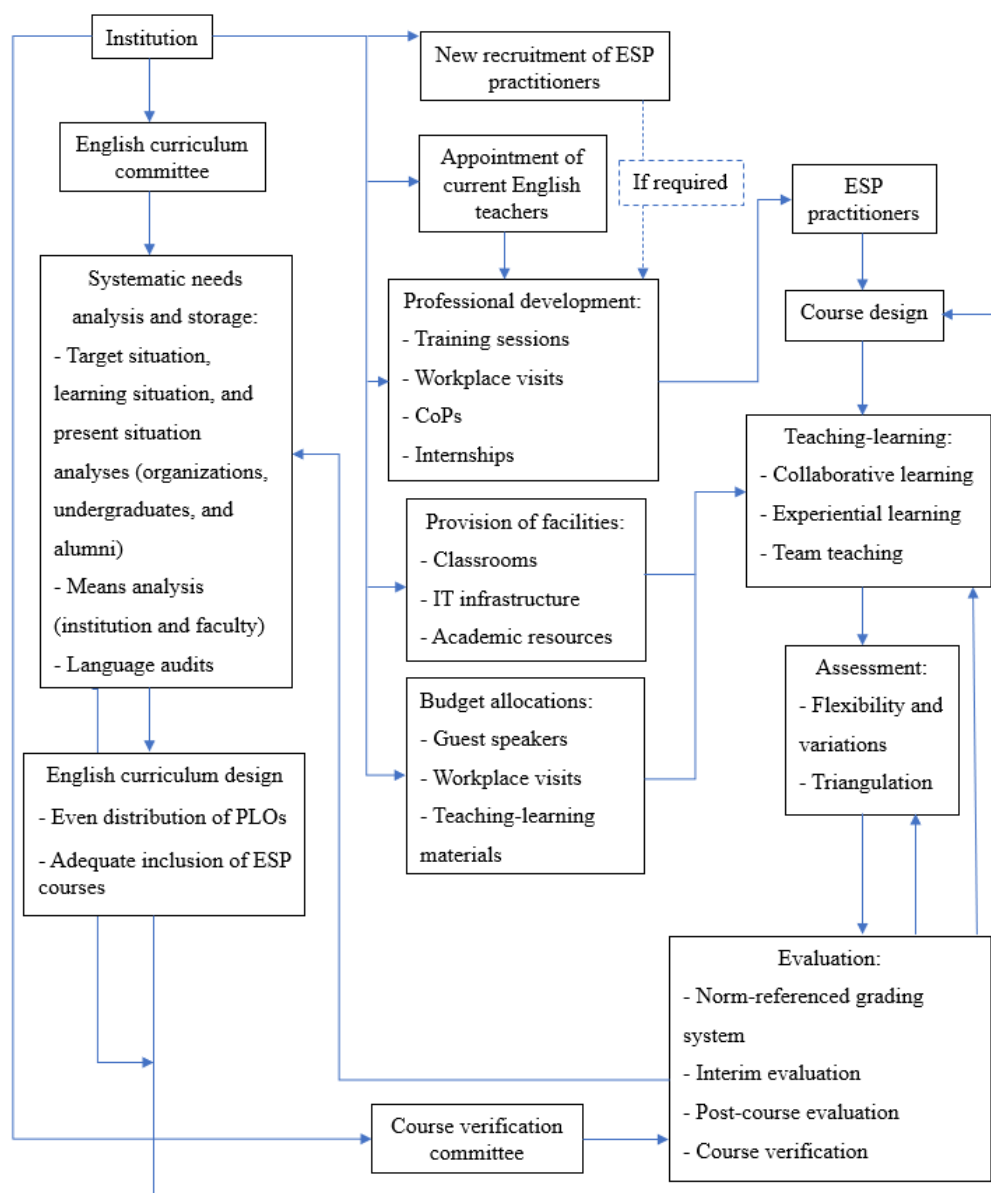 Institution
New recruitment of ESP
practitioners
English curriculum
committee
Appointment of
current English
teachers
If required
ESP
practitioners
Systematic needs
analysis and storage:
- Target situation,
learning situation, and
present situation
analyses (organizations,
undergraduates, and
alumni)
- Means analysis
(institution and faculty)
- Language audits
Professional development:
- Training sessions
- Workplace visits
- CoPs
- Internships
Course design
Teaching-learning:
- Collaborative learning
- Experiential learning
- Team teaching
Provision of facilities:
- Classrooms
- IT infrastructure
- Academic resources
Assessment:
- Flexibility and
variations
- Triangulation
Budget allocations:
- Guest speakers
- Workplace visits
- Teaching-learning
materials
English curriculum design
- Even distribution of PLOs
- Adequate inclusion of ESP
courses
Evaluation:
- Norm-referenced grading
system
- Interim evaluation
- Post-course evaluation
- Course verification
Course verification
committee